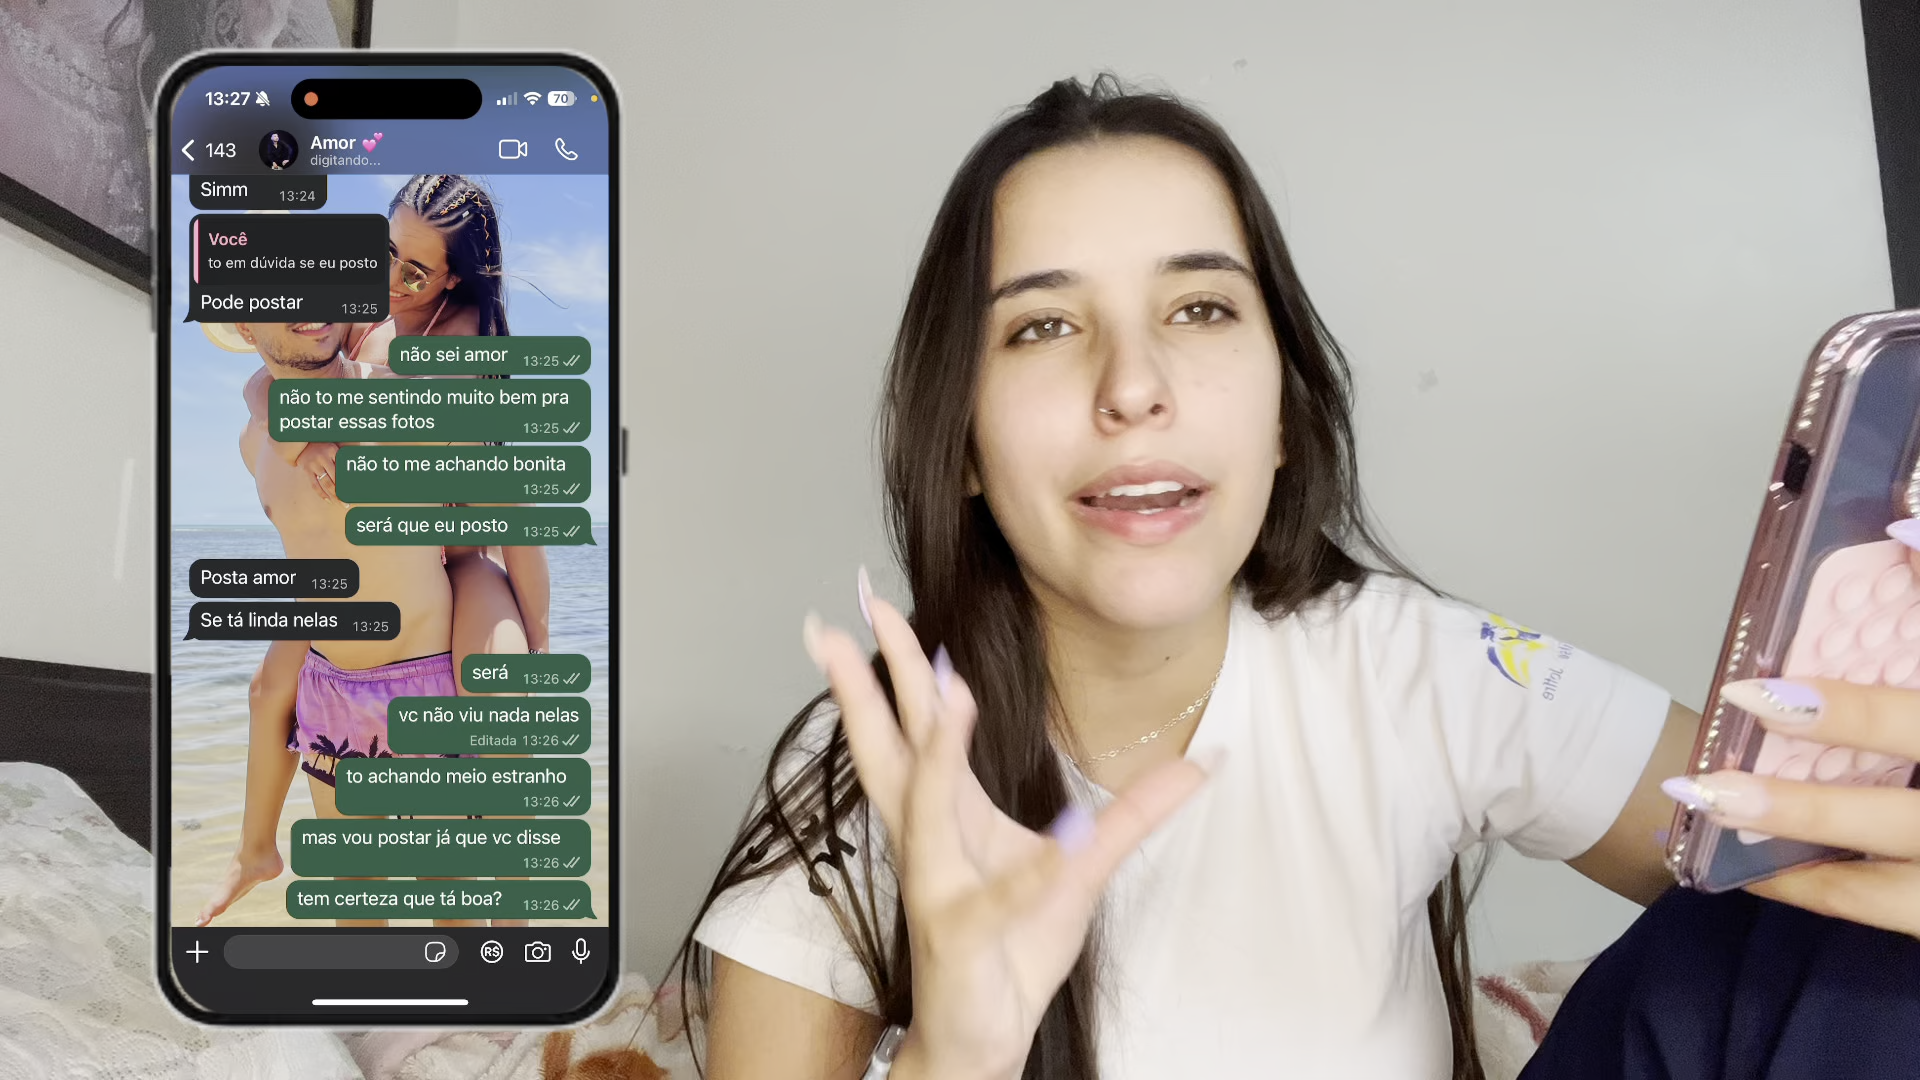 13:27
70
143
Amor 💕
digitando...
Simm 13:24
Você
to em dúvida se eu posto
Pode postar 13:25
não sei amor 13:25
não to me sentindo muito bem pra
postar essas fotos 13:25
não to me achando bonita
13:25
será que eu posto 13:25
Posta amor 13:25
Se tá linda nelas 13:25
será 13:26
vc não viu nada nelas
Editada 13:26
to achando meio estranho
13:26
mas vou postar já que vc disse
13:26
tem certeza que tá boa? 13:26
R$